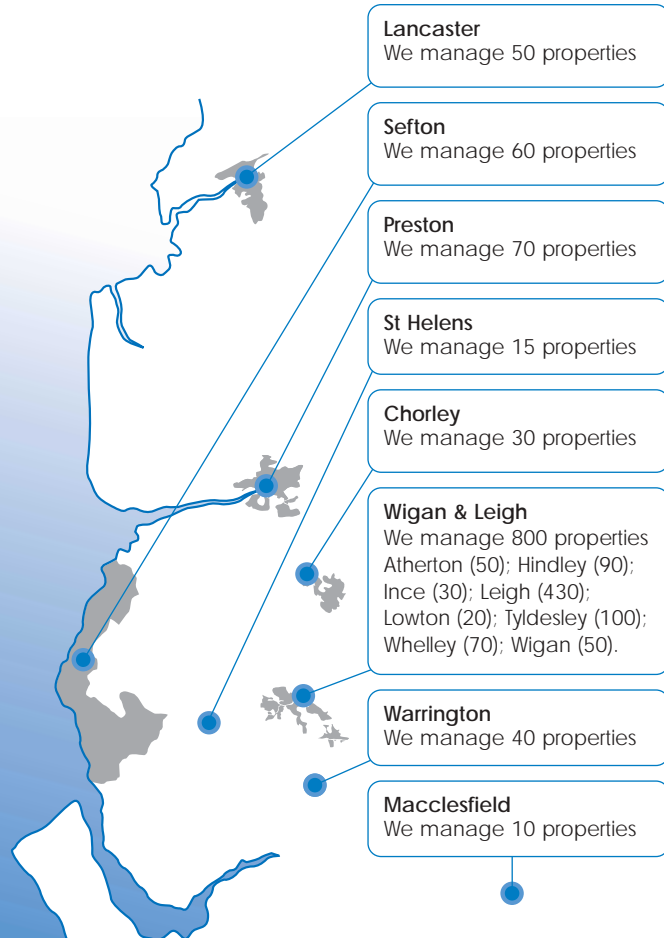 Lancaster
We manage 50 properties
Sefton
We manage 60 properties
Preston
We manage 70 properties
St Helens
We manage 15 properties
Chorley
We manage 30 properties
Wigan & Leigh
We manage 800 properties
Atherton (50); Hindley (90);
Ince (30); Leigh (430);
Lowton (20); Tyldesley (100);
Whelley (70); Wigan (50).
Warrington
We manage 40 properties
Macclesfield
We manage 10 properties